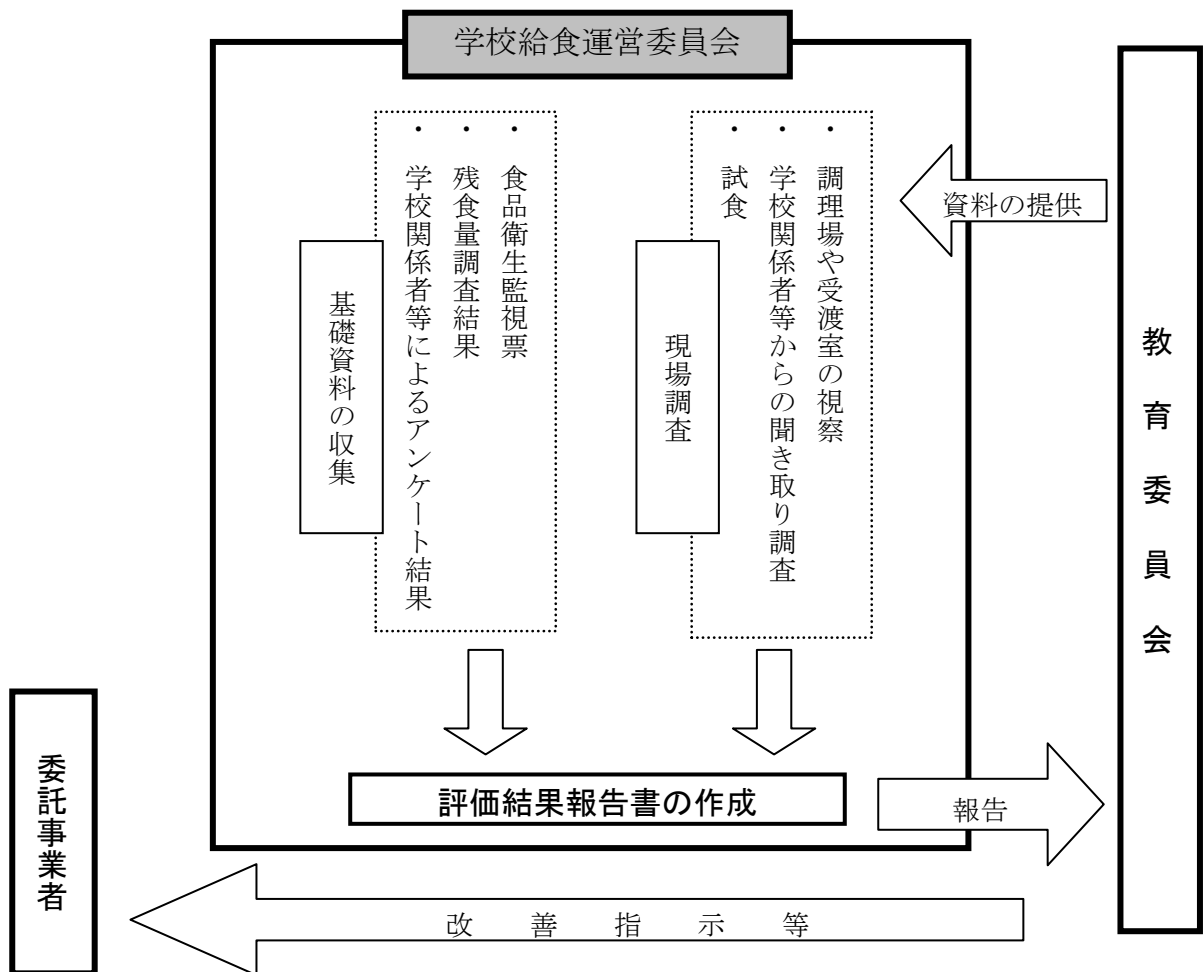 学校給食運営委員会
・調理場や受渡室の視察
・学校関係者等からの聞き取り調査
・試食
現場調査
・食品衛生監視票
・残食量調査結果
・学校関係者等によるアンケート結果
基礎資料の収集
資料の提供
教育委員会
評価結果報告書の作成
報告
委託事業者
改善指示等